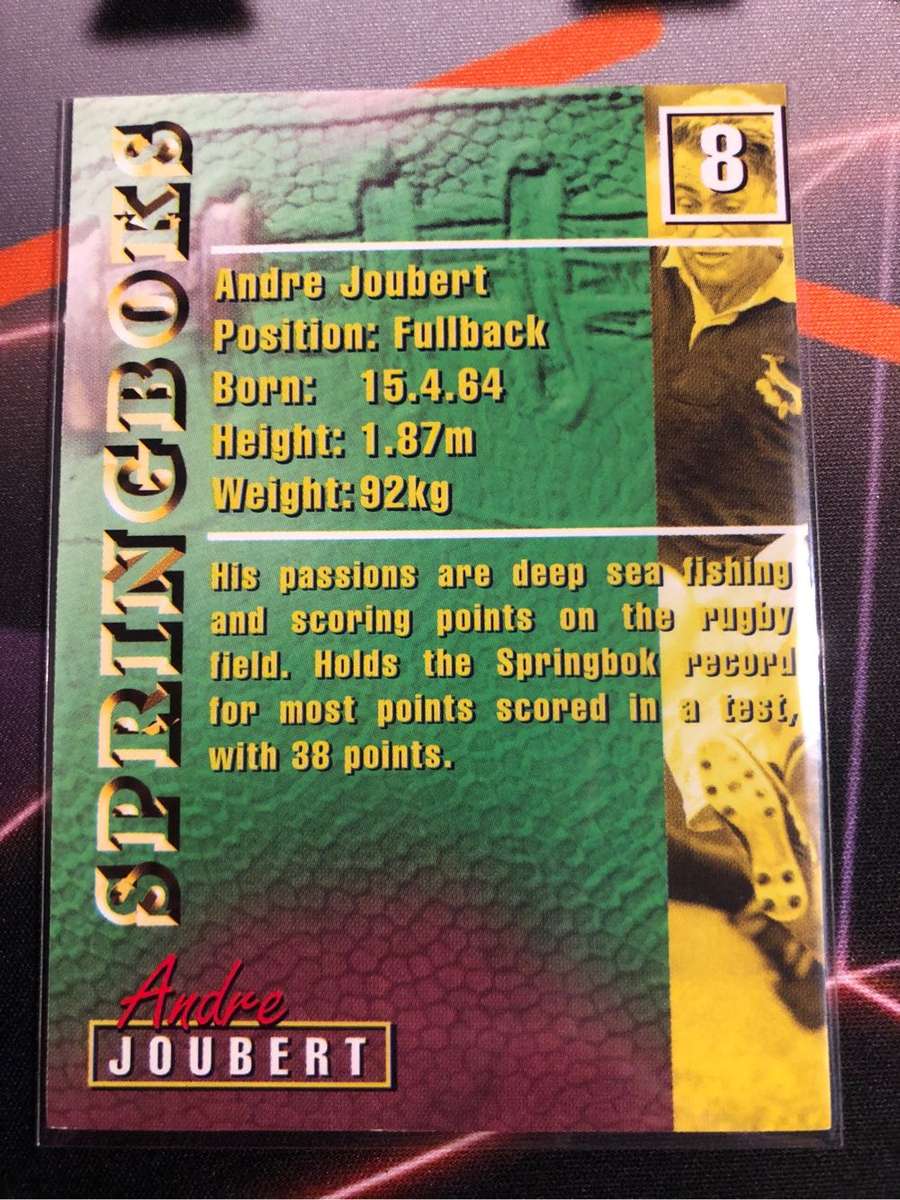 8
SPRINGBOKS
Andre Joubert
Position: Fullback
Born: 15.4.64
Height: 1.87m
Weight: 92kg
His passions are deep sea fishing
and scoring points on the rugby
field. Holds the Springbok record
for most points scored in a test,
with 38 points.
Andre
JOUBERT